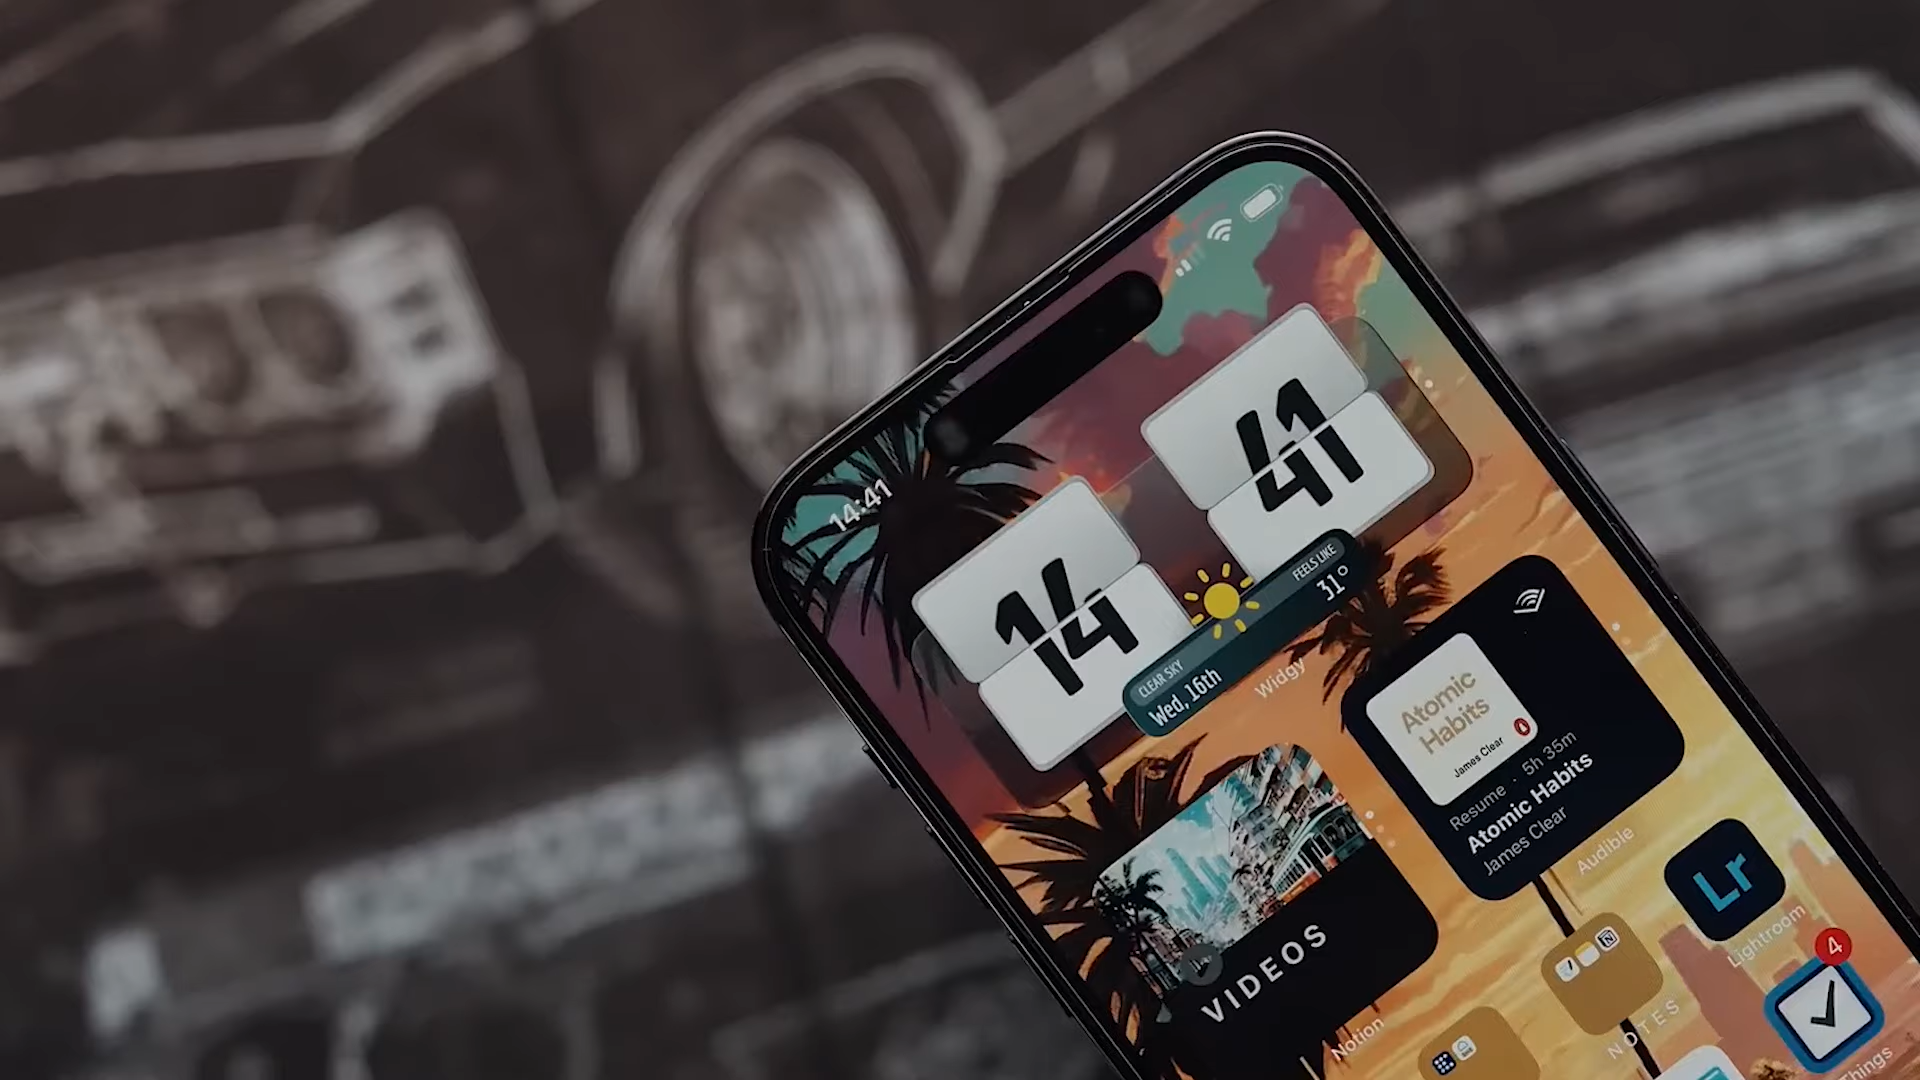 14:41
14
41
CLEAR SKY
Wed, 16th
FEELS LIKE
31°
Widgy
Atomic
Habits
James Clear
Resume · 5h 35m
Atomic Habits
James Clear
Audible
VIDEOS
Notion
Lr
Lightroom
NOTES
4
Things